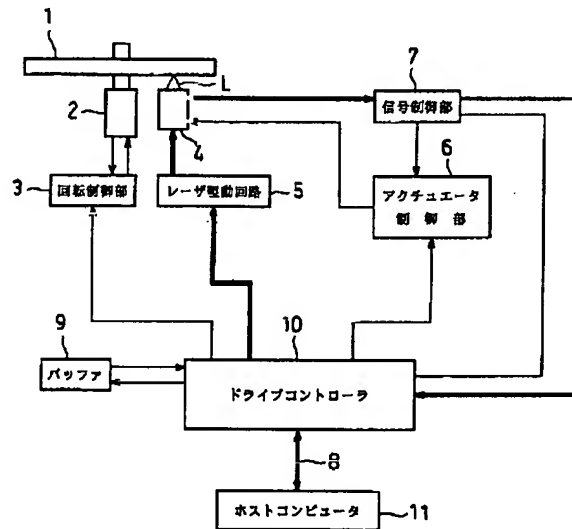 1
L
7
2
信号制御部
4
6
3
回転制御部
レーザ駆動回路
5
アクチュエータ
制御部
9
10
バッファ
ドライブコントローラ
8
ホストコンピュータ
11